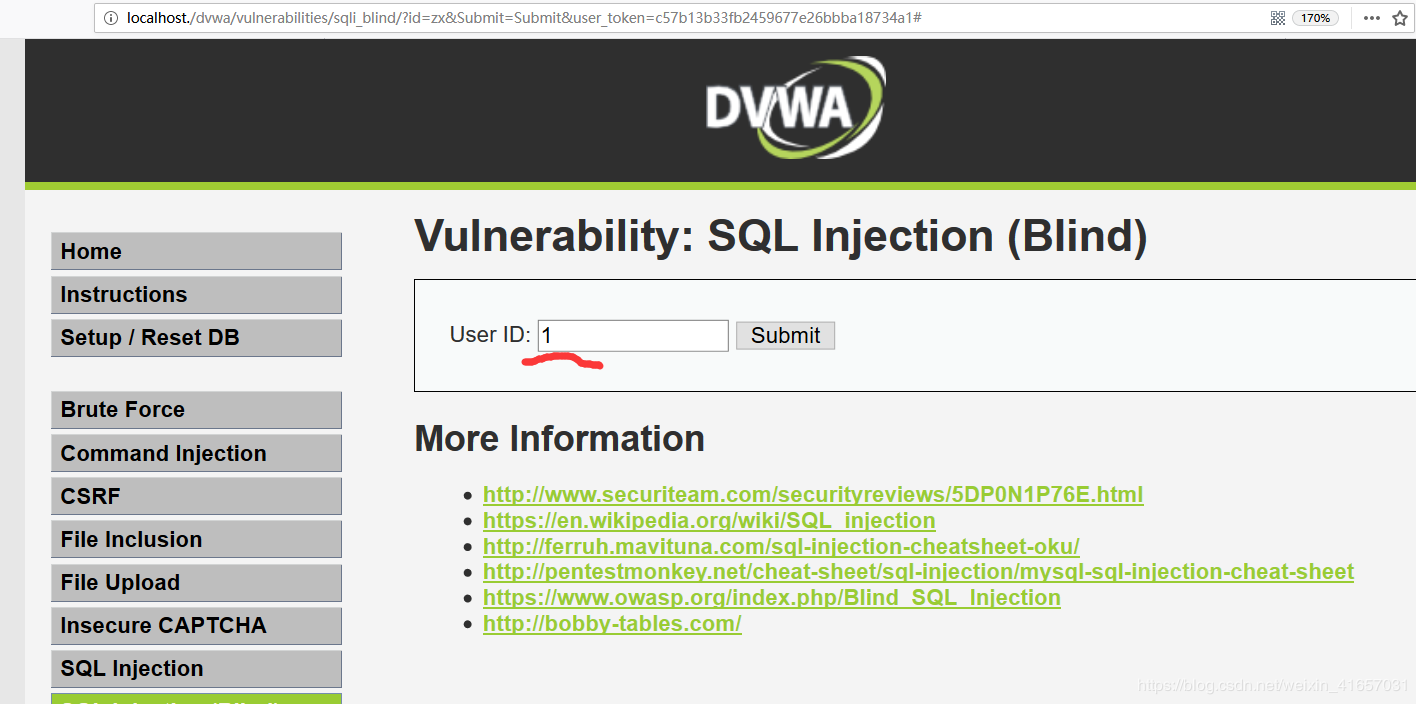 localhost./dvwa/vulnerabilities/sqli_blind/?id=zx&Submit=Submit&user_token=c57b13b33fb2459677e26bbba18734a1#
170%
DVWA
Home
Instructions
Setup / Reset DB
Brute Force
Command Injection
CSRF
File Inclusion
File Upload
Insecure CAPTCHA
SQL Injection
Vulnerability: SQL Injection (Blind)
User ID: 1 Submit
More Information
http://www.securiteam.com/securityreviews/5DP0N1P76E.html
https://en.wikipedia.org/wiki/SQL_injection
http://ferruh.mavituna.com/sql-injection-cheatsheet-oku/
http://pentestmonkey.net/cheat-sheet/sql-injection/mysql-sql-injection-cheat-sheet
https://www.owasp.org/index.php/Blind_SQL_Injection
http://bobby-tables.com/
https://blog.csdn.net/weixin_41657031